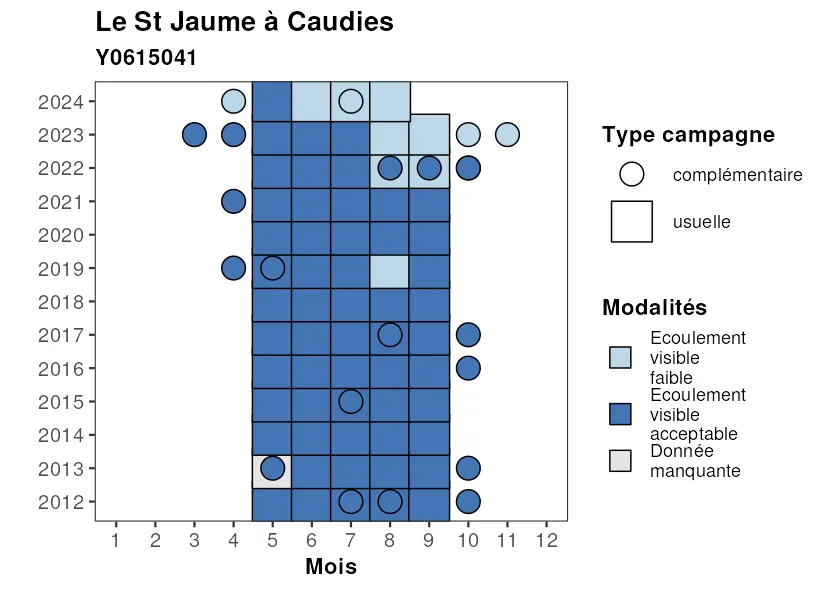 Le St Jaume à Caudies
Y0615041
2024
2023
2022
2021
2020
2019
2018
2017
2016
2015
2014
2013
2012
1 2 3 4 5 6 7 8 9 10 11 12
Mois
Type campagne
complémentaire
usuelle
Modalités
Ecoulement
visible
faible
Ecoulement
visible
acceptable
Donnée
manquante